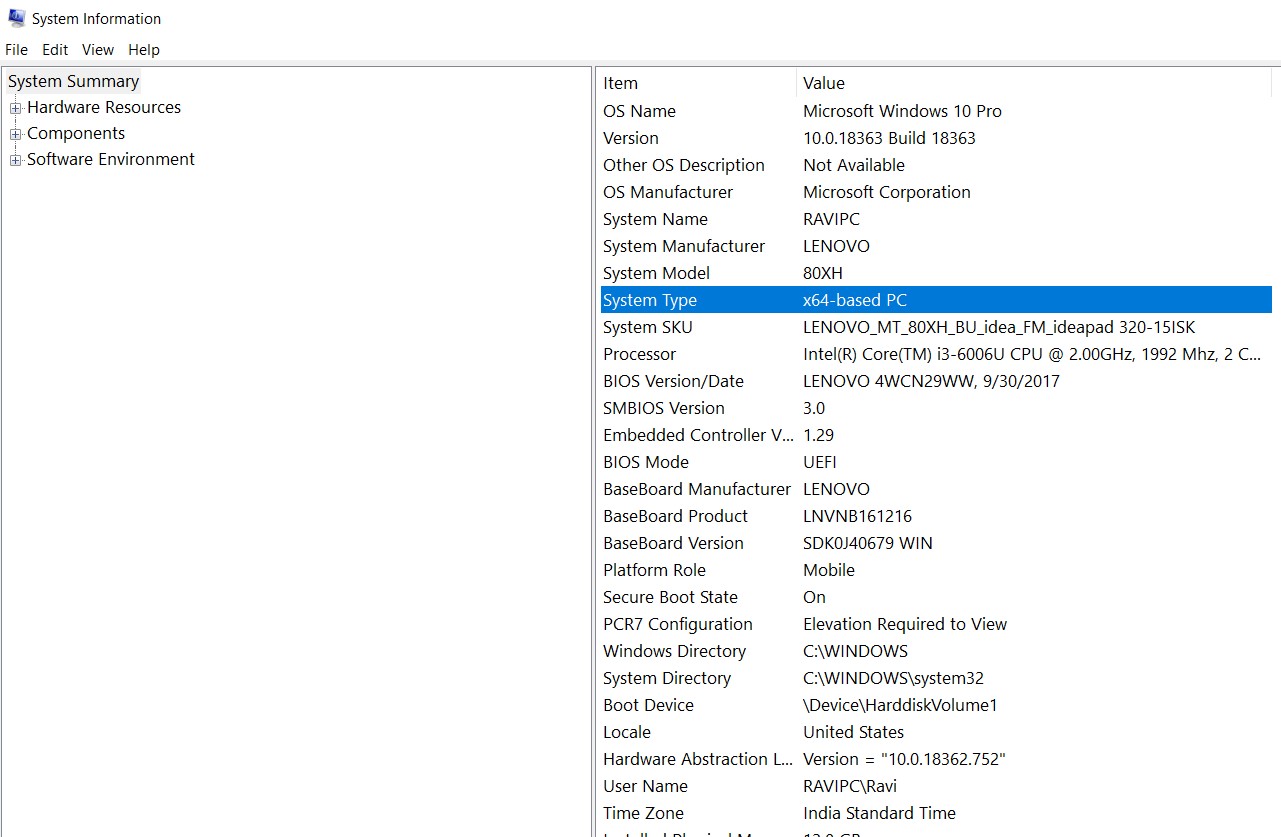 System Information
File Edit View Help
System Summary
Hardware Resources
Components
Software Environment
Item Value
OS Name Microsoft Windows 10 Pro
Version 10.0.18363 Build 18363
Other OS Description Not Available
OS Manufacturer Microsoft Corporation
System Name RAVIPC
System Manufacturer LENOVO
System Model 80XH
System Type x64-based PC
System SKU LENOVO_MT_80XH_BU_idea_FM_ideapad 320-15ISK
Processor Intel(R) Core(TM) i3-6006U CPU @ 2.00GHz, 1992 Mhz, 2 C...
BIOS Version/Date LENOVO 4WCN29WW, 9/30/2017
SMBIOS Version 3.0
Embedded Controller V... 1.29
BIOS Mode UEFI
BaseBoard Manufacturer LENOVO
BaseBoard Product LNVNB161216
BaseBoard Version SDK0J40679 WIN
Platform Role Mobile
Secure Boot State On
PCR7 Configuration Elevation Required to View
Windows Directory C:\WINDOWS
System Directory C:\WINDOWS\system32
Boot Device \Device\HarddiskVolume1
Locale United States
Hardware Abstraction L... Version = "10.0.18362.752"
User Name RAVIPC\Ravi
Time Zone India Standard Time